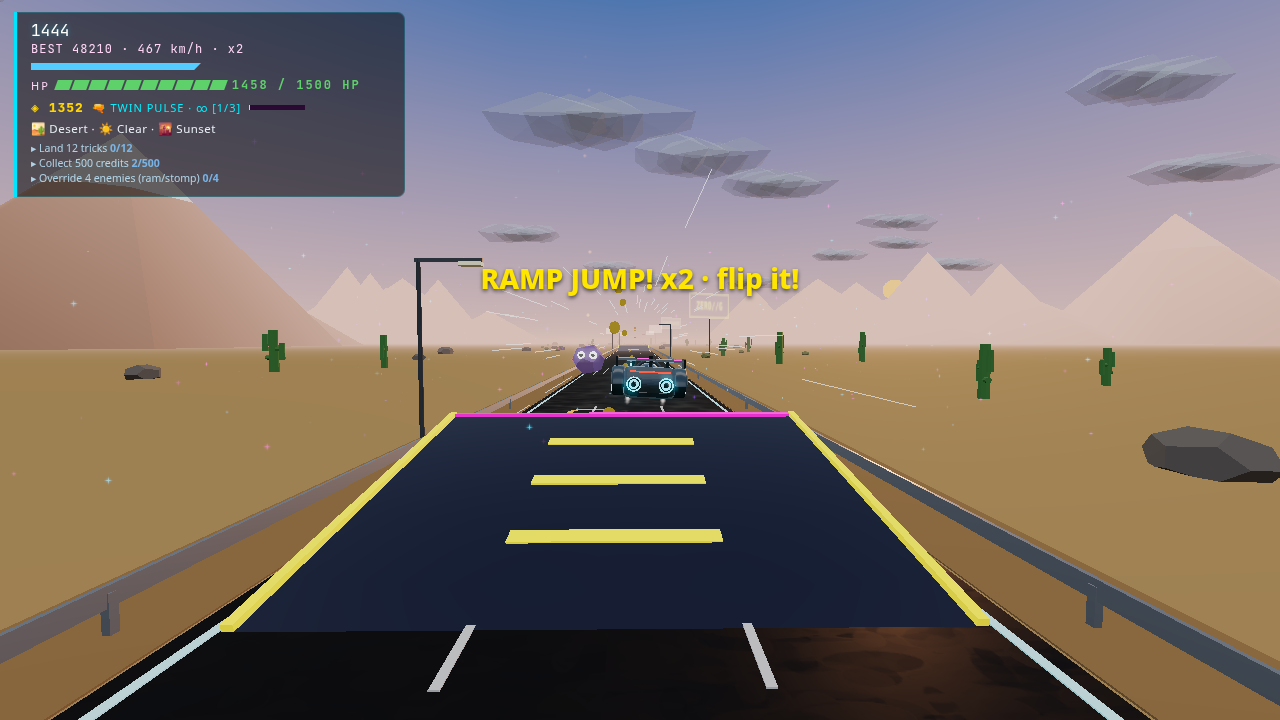 1444
BEST 48210 · 467 km/h · x2
HP 1458 / 1500 HP
◈ 1352 🔫 TWIN PULSE · ∞ [1/3]
🏜️ Desert · ☀️ Clear · 🌇 Sunset
▸ Land 12 tricks 0/12
▸ Collect 500 credits 2/500
▸ Override 4 enemies (ram/stomp) 0/4
RAMP JUMP! x2 · flip it!